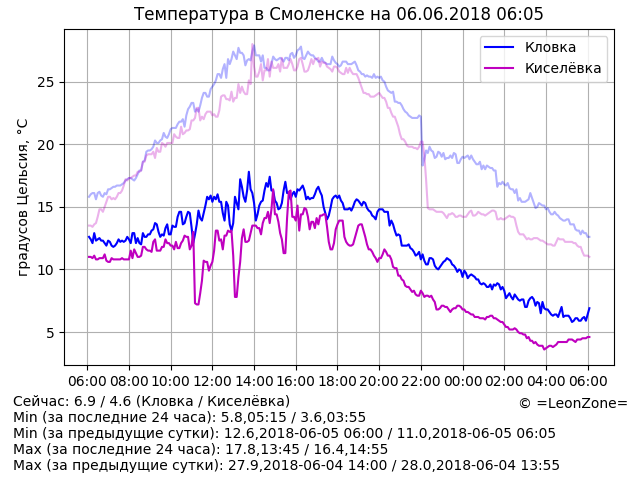 Температура в Смоленске на 06.06.2018 06:05
Кловка
Киселёвка
градусов Цельсия, °C
25
20
15
10
5
06:00 08:00 10:00 12:00 14:00 16:00 18:00 20:00 22:00 00:00 02:00 04:00 06:00
Сейчас: 6.9 / 4.6 (Кловка / Киселёвка)
© =LeonZone=
Min (за последние 24 часа): 5.8,05:15 / 3.6,03:55
Min (за предыдущие сутки): 12.6,2018-06-05 06:00 / 11.0,2018-06-05 06:05
Max (за последние 24 часа): 17.8,13:45 / 16.4,14:55
Max (за предыдущие сутки): 27.9,2018-06-04 14:00 / 28.0,2018-06-04 13:55